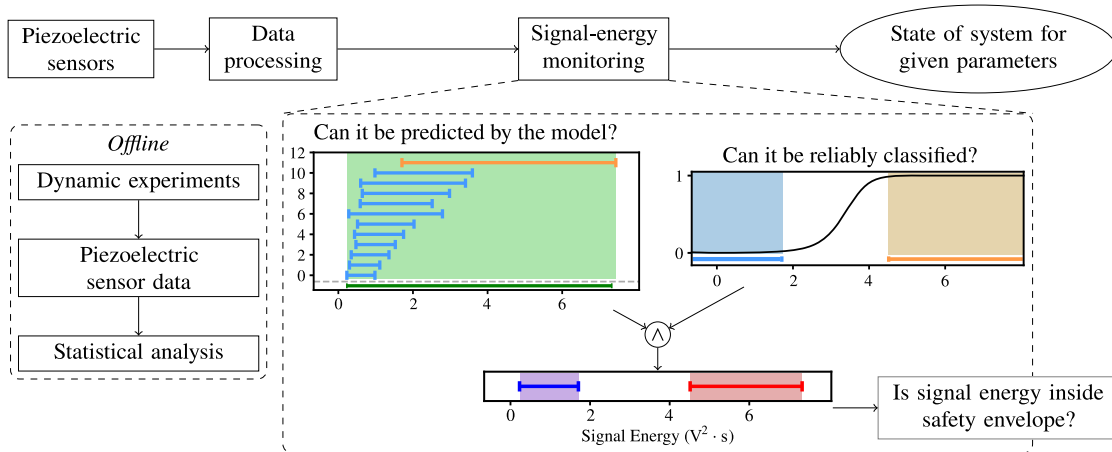 Piezoelectric
sensors
Data
processing
Signal-energy
monitoring
State of system for
given parameters
Offline
Dynamic experiments
Piezoelectric
sensor data
Statistical analysis
Can it be predicted by the model?
12
10
8
6
4
2
0
0 2 4 6
Can it be reliably classified?
1
0
0 2 4 6
∧
0 2 4 6
Signal Energy (V² · s)
Is signal energy inside
safety envelope?